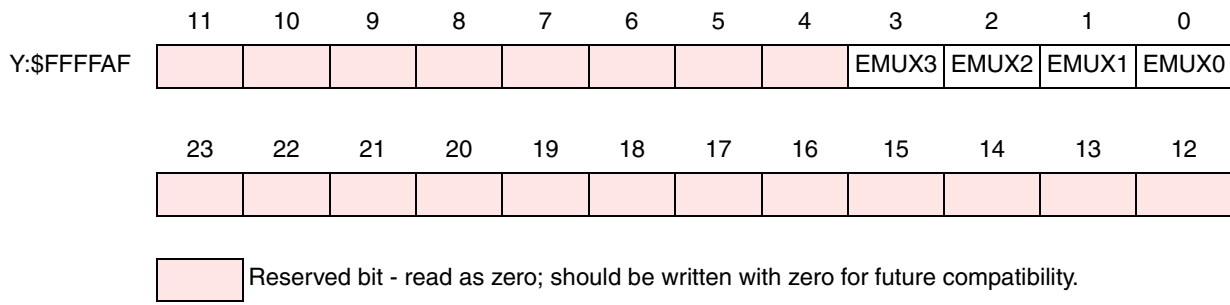 11 10 9 8 7 6 5 4 3 2 1 0
Y:$FFFFAF EMUX3 EMUX2 EMUX1 EMUX0
23 22 21 20 19 18 17 16 15 14 13 12
Reserved bit - read as zero; should be written with zero for future compatibility.